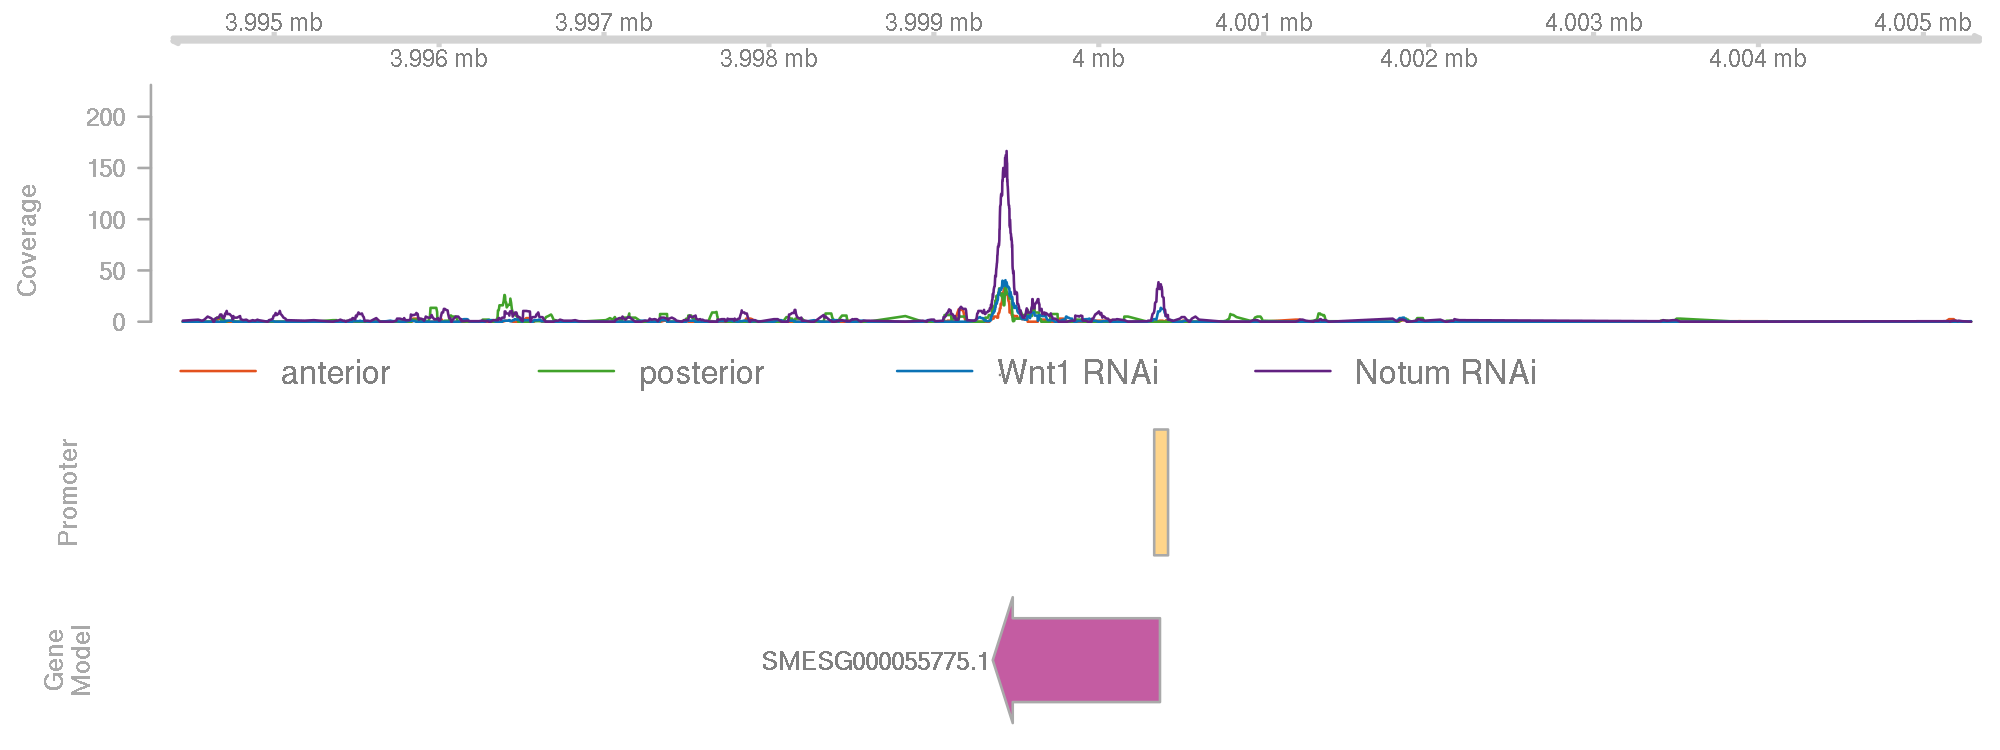 3.995 mb 3.997 mb 3.999 mb 4.001 mb 4.003 mb 4.005 mb
3.996 mb 3.998 mb 4 mb 4.002 mb 4.004 mb
Coverage
200
150
100
50
0
anterior posterior Wnt1 RNAi Notum RNAi
Promoter
Gene
Model
SMESG000055775.1